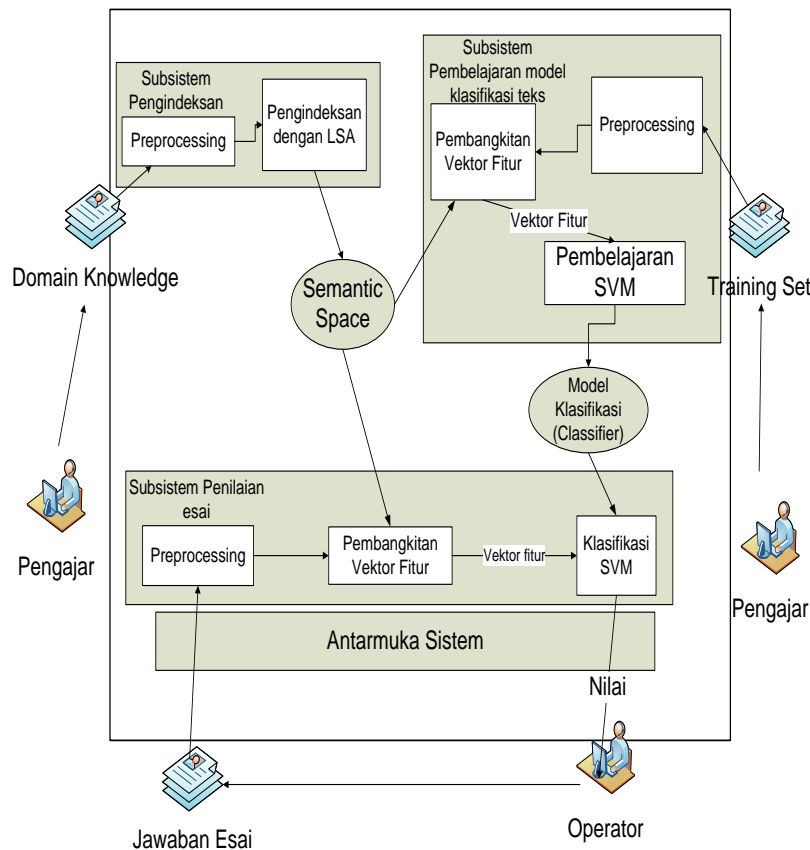 Subsistem
Pengindeksan
Preprocessing
Pengindeksan
dengan LSA
Subsistem
Pembelajaran model
klasifikasi teks
Pembangkitan
Vektor Fitur
Preprocessing
Vektor Fitur
Pembelajaran
SVM
Domain Knowledge
Semantic
Space
Training Set
Model
Klasifikasi
(Classifier)
Pengajar
Subsistem Penilaian
esai
Preprocessing
Pembangkitan
Vektor Fitur
Vektor fitur
Klasifikasi
SVM
Pengajar
Antarmuka Sistem
Nilai
Jawaban Esai
Operator